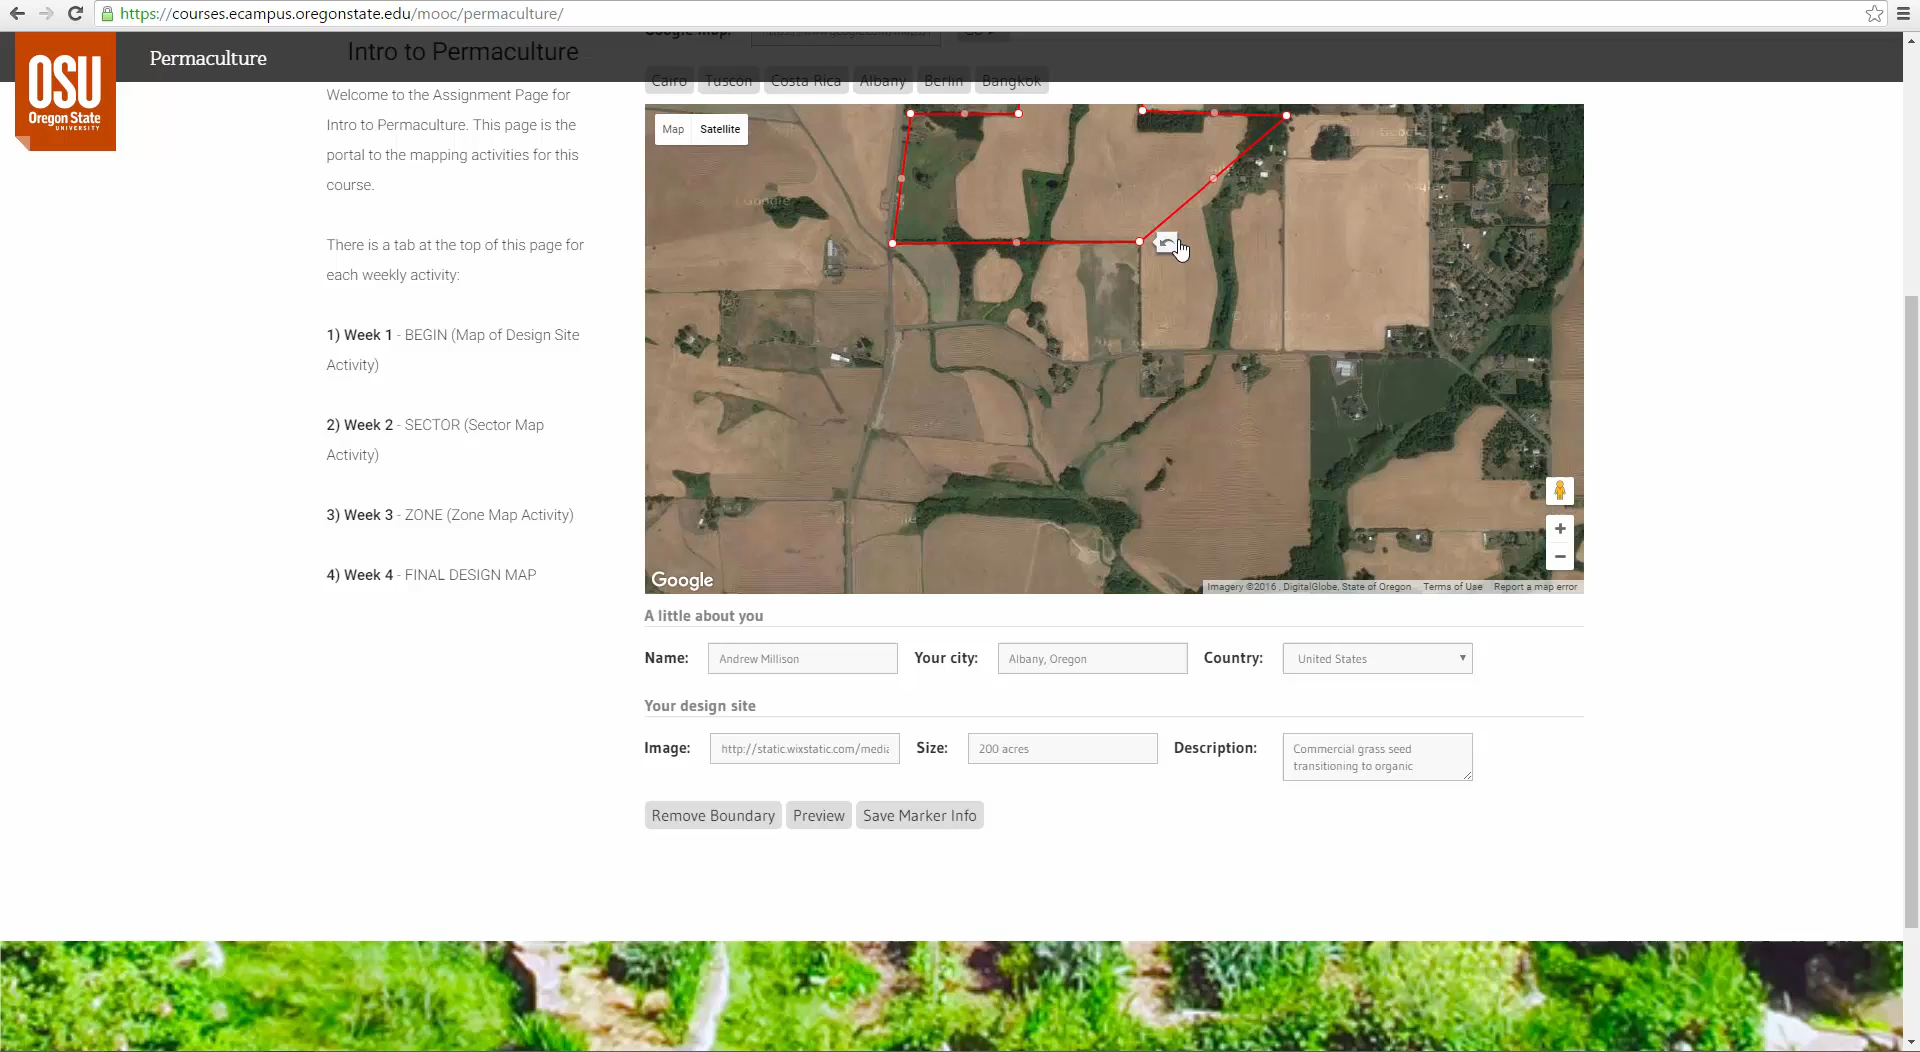 https://courses.ecampus.oregonstate.edu/mooc/permaculture/
OSU
Oregon State
UNIVERSITY
Permaculture
Intro to Permaculture
Google map:
Cairo
Tuscon
Costa Rica
Albany
Berlin
Bangkok
Welcome to the Assignment Page for
Intro to Permaculture. This page is the
portal to the mapping activities for this
course.
There is a tab at the top of this page for
each weekly activity:
1) Week 1 - BEGIN (Map of Design Site
Activity)
2) Week 2 - SECTOR (Sector Map
Activity)
3) Week 3 - ZONE (Zone Map Activity)
4) Week 4 - FINAL DESIGN MAP
Map
Satellite
Google
Imagery ©2016 , DigitalGlobe, State of Oregon
Terms of Use
Report a map error
A little about you
Name:
Andrew Millison
Your city:
Albany, Oregon
Country:
United States
Your design site
Image:
http://static.wixstatic.com/media
Size:
200 acres
Description:
Commercial grass seed
transitioning to organic
Remove Boundary
Preview
Save Marker Info